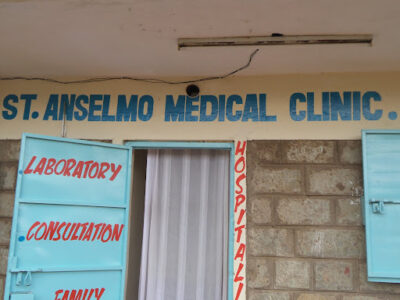 ST. ANSELMO MEDICAL CLINIC.
LABORATORY
CONSULTATION
FAMILY
HOSPITALI